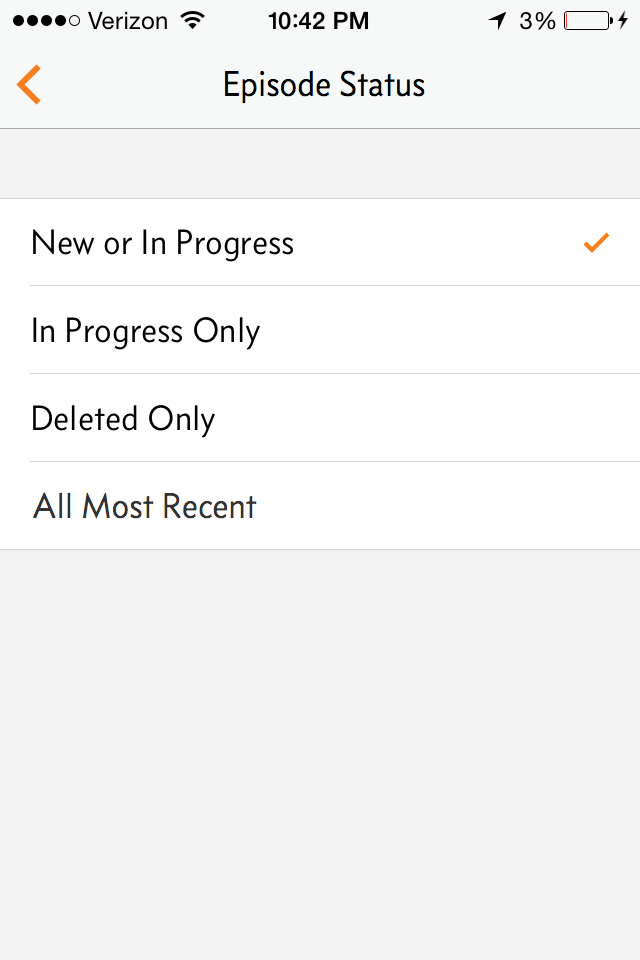 Verizon 10:42 PM 3%
Episode Status
New or In Progress
In Progress Only
Deleted Only
All Most Recent